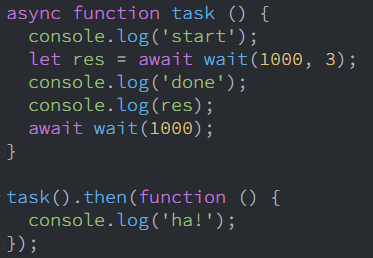 async function task () {
  console.log('start');
  let res = await wait(1000, 3);
  console.log('done');
  console.log(res);
  await wait(1000);
}

task().then(function () {
  console.log('ha!');
});